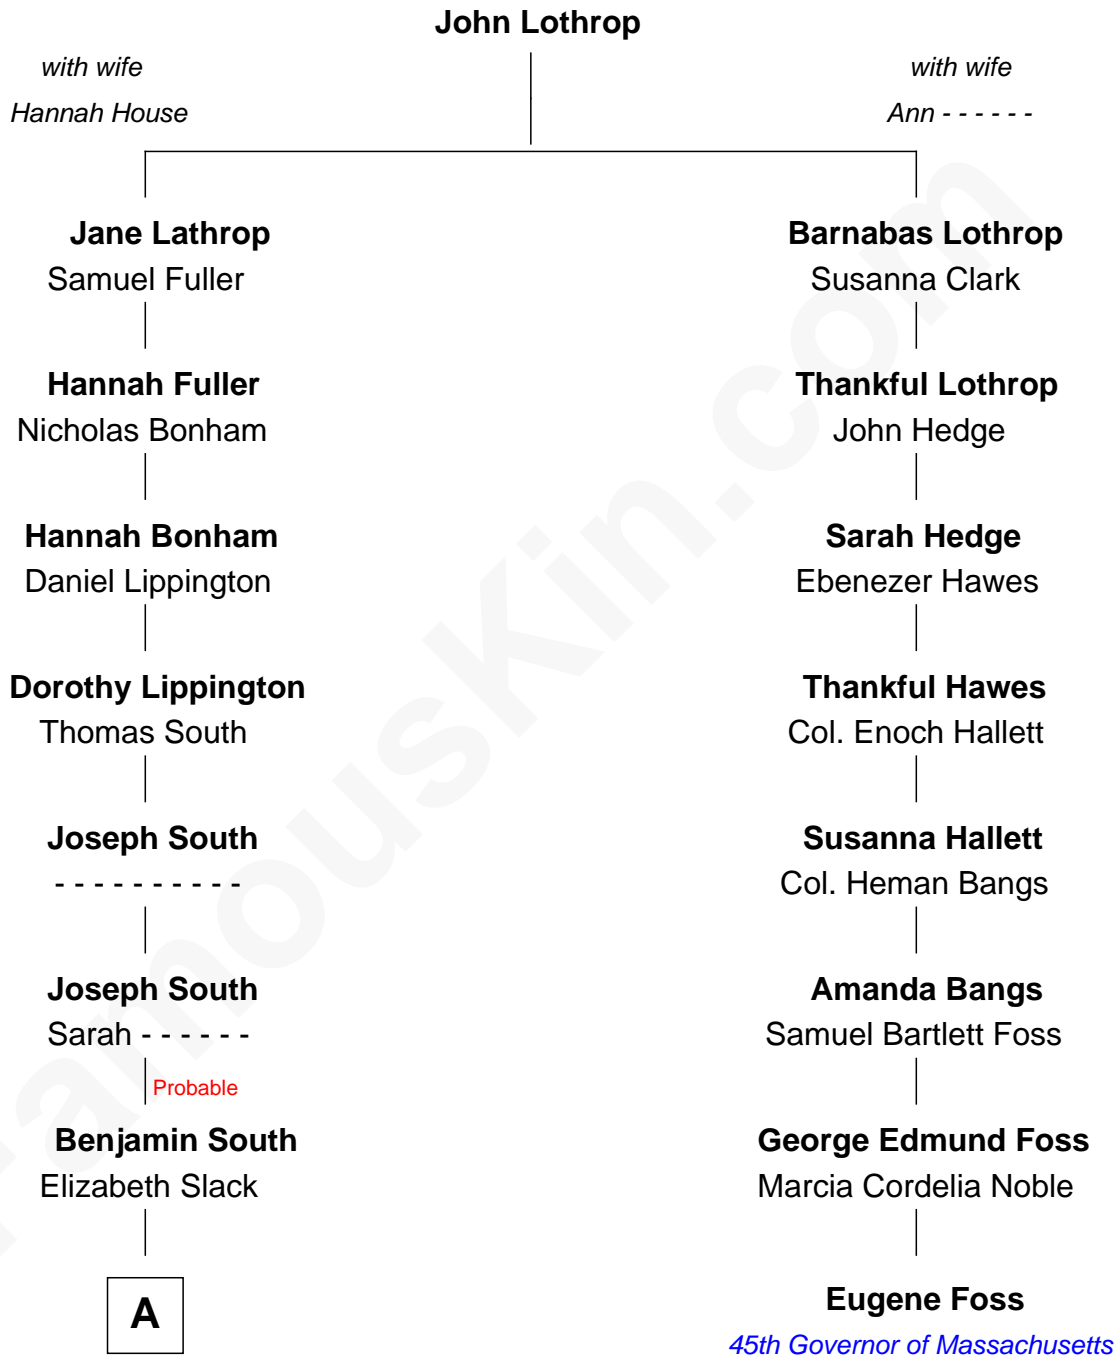 John Lothrop
with wife
Hannah House
with wife
Ann - - - - - -
Jane Lathrop
Samuel Fuller
Barnabas Lothrop
Susanna Clark
Hannah Fuller
Nicholas Bonham
Thankful Lothrop
John Hedge
Hannah Bonham
Daniel Lippington
Sarah Hedge
Ebenezer Hawes
Dorothy Lippington
Thomas South
Thankful Hawes
Col. Enoch Hallett
Joseph South
- - - - - - - - - -
Susanna Hallett
Col. Heman Bangs
Joseph South
Sarah - - - - - -
Amanda Bangs
Samuel Bartlett Foss
Probable
Benjamin South
Elizabeth Slack
George Edmund Foss
Marcia Cordelia Noble
A
Eugene Foss
45th Governor of Massachusetts
FamousKin.com